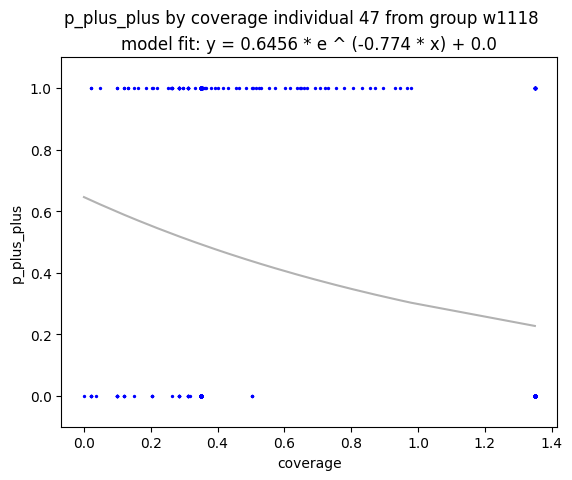 p_plus_plus by coverage individual 47 from group w1118
model fit: y = 0.6456 * e ^ (-0.774 * x) + 0.0
1.0
0.8
0.6
0.4
0.2
0.0
p_plus_plus
0.0 0.2 0.4 0.6 0.8 1.0 1.2 1.4
coverage